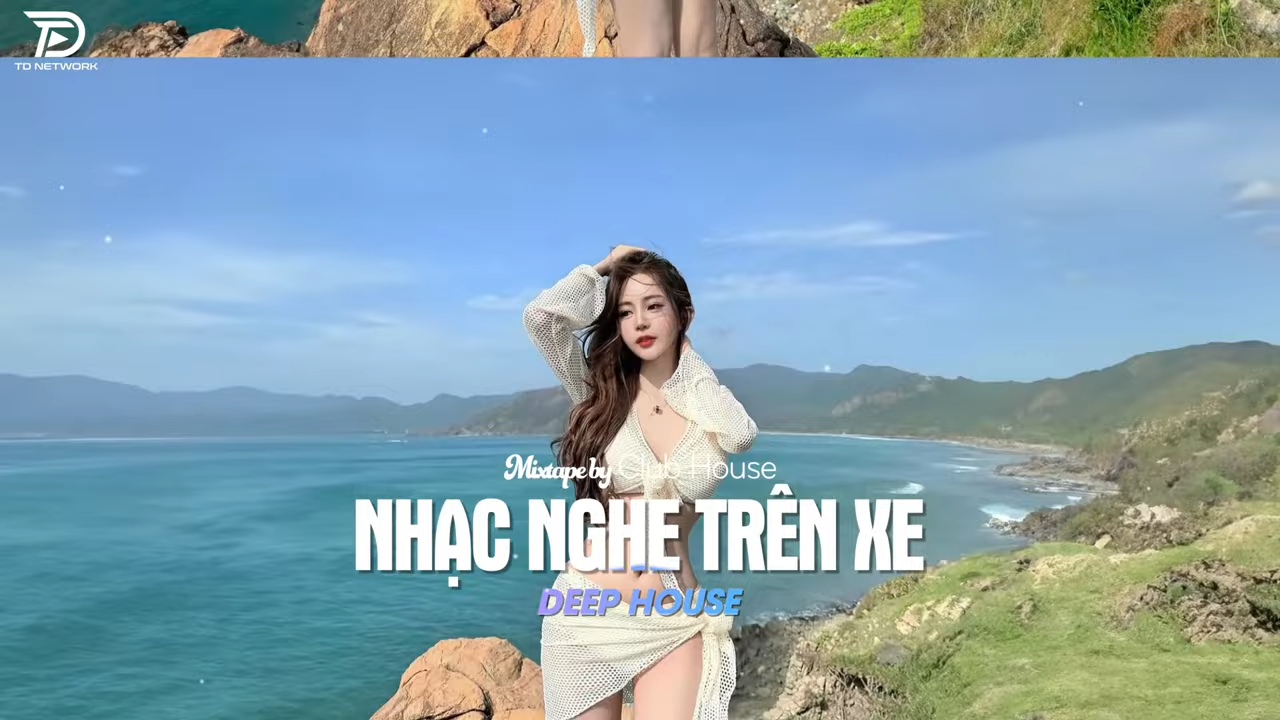 TD NETWORK
Mixtape by Club House
NHẠC NGHE TRÊN XE
DEEP HOUSE